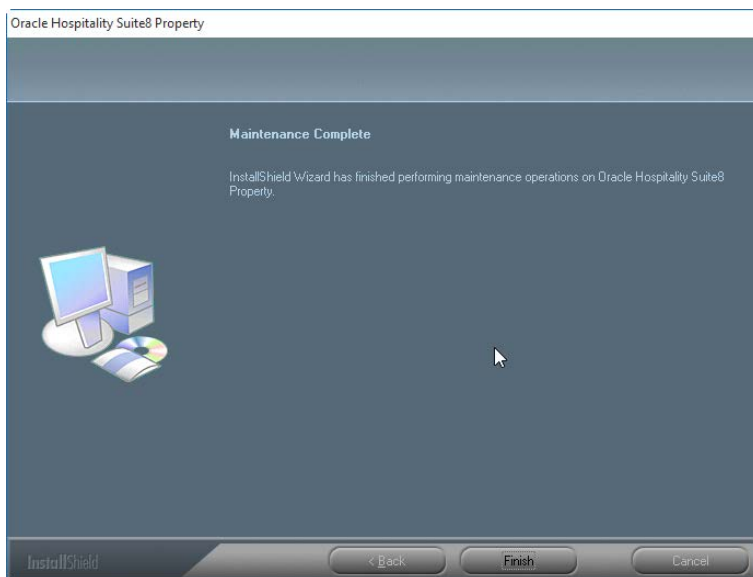 Oracle Hospitality Suite8 Property
Maintenance Complete
InstallShield Wizard has finished performing maintenance operations on Oracle Hospitality Suite8
Property.
InstallShield
< Back
Finish
Cancel